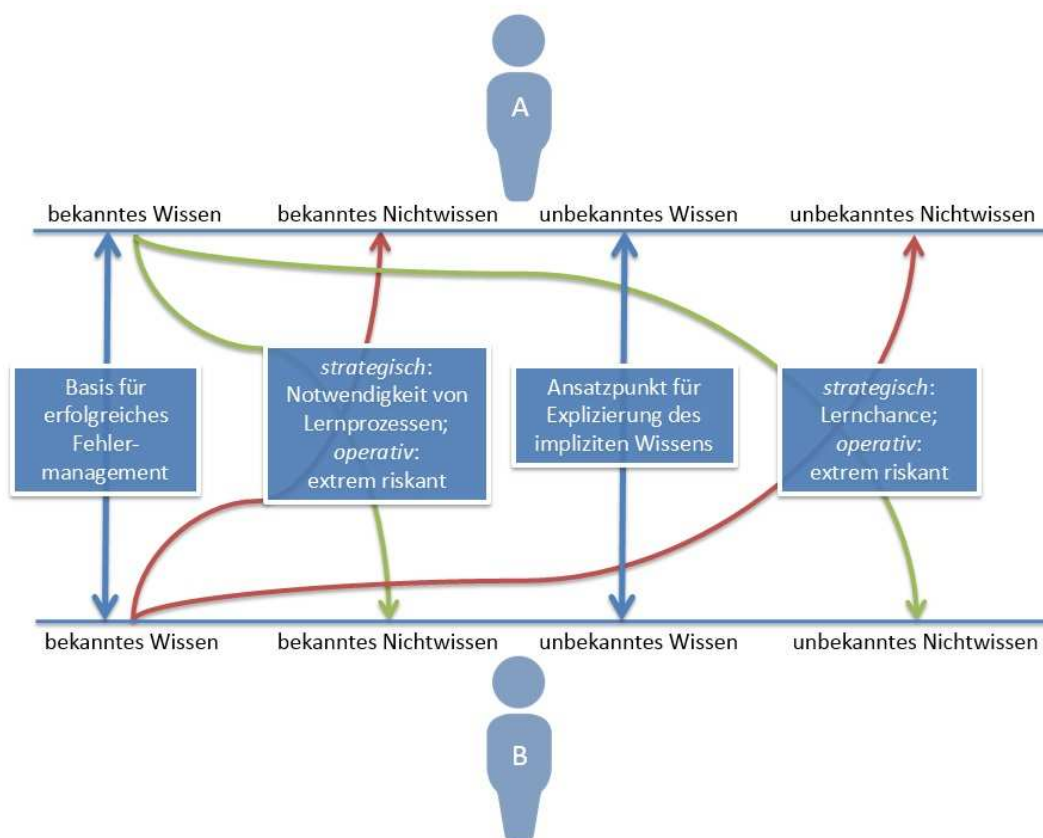 A
bekanntes Wissen
bekanntes Nichtwissen
unbekanntes Wissen
unbekanntes Nichtwissen
Basis für
erfolgreiches
Fehler-
management
strategisch:
Notwendigkeit von
Lernprozessen;
operativ:
extrem riskant
Ansatzpunkt für
Explizierung des
impliziten Wissens
strategisch:
Lernchance;
operativ:
extrem riskant
bekanntes Wissen
bekanntes Nichtwissen
unbekanntes Wissen
unbekanntes Nichtwissen
B